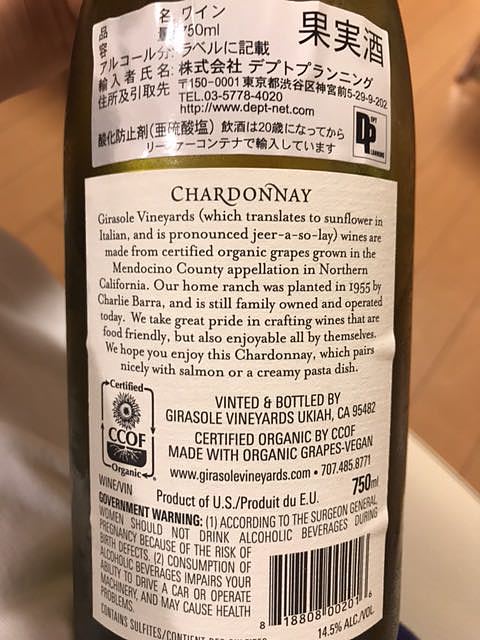 品名 ワイン
容量 750ml
果実酒
アルコール分 ラベルに記載
輸入者氏名 株式会社 デプトプランニング
住所及引取先 〒150-0001 東京都渋谷区神宮前5-29-9-202
TEL.03-5778-4020
http://www.dept-net.com
酸化防止剤(亜硫酸塩) 飲酒は20歳になってから
リーファーコンテナで輸入しています
DP
DEPT PLANNING
CHARDONNAY
Girasole Vineyards (which translates to sunflower in
Italian, and is pronounced jeer-a-so-lay) wines are
made from certified organic grapes grown in the
Mendocino County appellation in Northern
California. Our home ranch was planted in 1955 by
Charlie Barra, and is still family owned and operated
today. We take great pride in crafting wines that are
food friendly, but also enjoyable all by themselves.
We hope you enjoy this Chardonnay, which pairs
nicely with salmon or a creamy pasta dish.
Certified
CCOF
Organic
VINTED & BOTTLED BY
GIRASOLE VINEYARDS UKIAH, CA 95482
CERTIFIED ORGANIC BY CCOF
MADE WITH ORGANIC GRAPES-VEGAN
www.girasolevineyards.com • 707.485.8771
WINE/VIN
Product of U.S./Produit du E.U.
750ml
GOVERNMENT WARNING: (1) ACCORDING TO THE SURGEON GENERAL,
WOMEN SHOULD NOT DRINK ALCOHOLIC BEVERAGES DURING
PREGNANCY BECAUSE OF THE RISK OF
BIRTH DEFECTS. (2) CONSUMPTION OF
ALCOHOLIC BEVERAGES IMPAIRS YOUR
ABILITY TO DRIVE A CAR OR OPERATE
MACHINERY, AND MAY CAUSE HEALTH
PROBLEMS.
CONTAINS SULFITES/CONTIENT DES SULFITES
8 18808 00201 6
14.5% ALC./VOL.